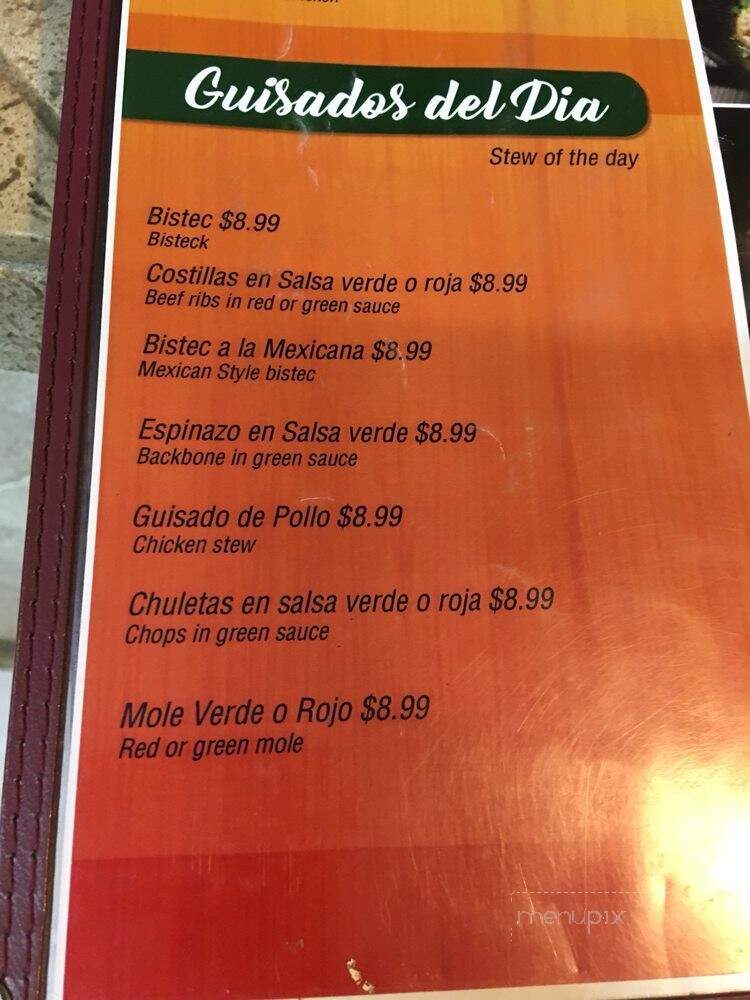 Guisados del Dia
Stew of the day
Bistec $8.99
Bisteck
Costillas en Salsa verde o roja $8.99
Beef ribs in red or green sauce
Bistec a la Mexicana $8.99
Mexican Style bistec
Espinazo en Salsa verde $8.99
Backbone in green sauce
Guisado de Pollo $8.99
Chicken stew
Chuletas en salsa verde o roja $8.99
Chops in green sauce
Mole Verde o Rojo $8.99
Red or green mole
menupix